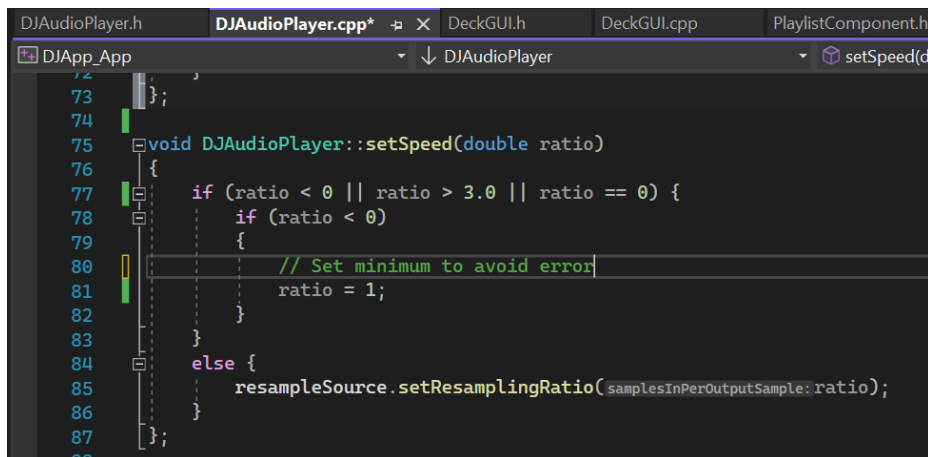 DJAudioPlayer.h DJAudioPlayer.cpp* DeckGUI.h DeckGUI.cpp PlaylistComponent.h
DJApp_App DJAudioPlayer setSpeed(d
72 }
73 };
74
75 void DJAudioPlayer::setSpeed(double ratio)
76 {
77 if (ratio < 0 || ratio > 3.0 || ratio == 0) {
78 if (ratio < 0)
79 {
80 // Set minimum to avoid error
81 ratio = 1;
82 }
83 }
84 else {
85 resampleSource.setResamplingRatio(samplesInPerOutputSample: ratio);
86 }
87 };